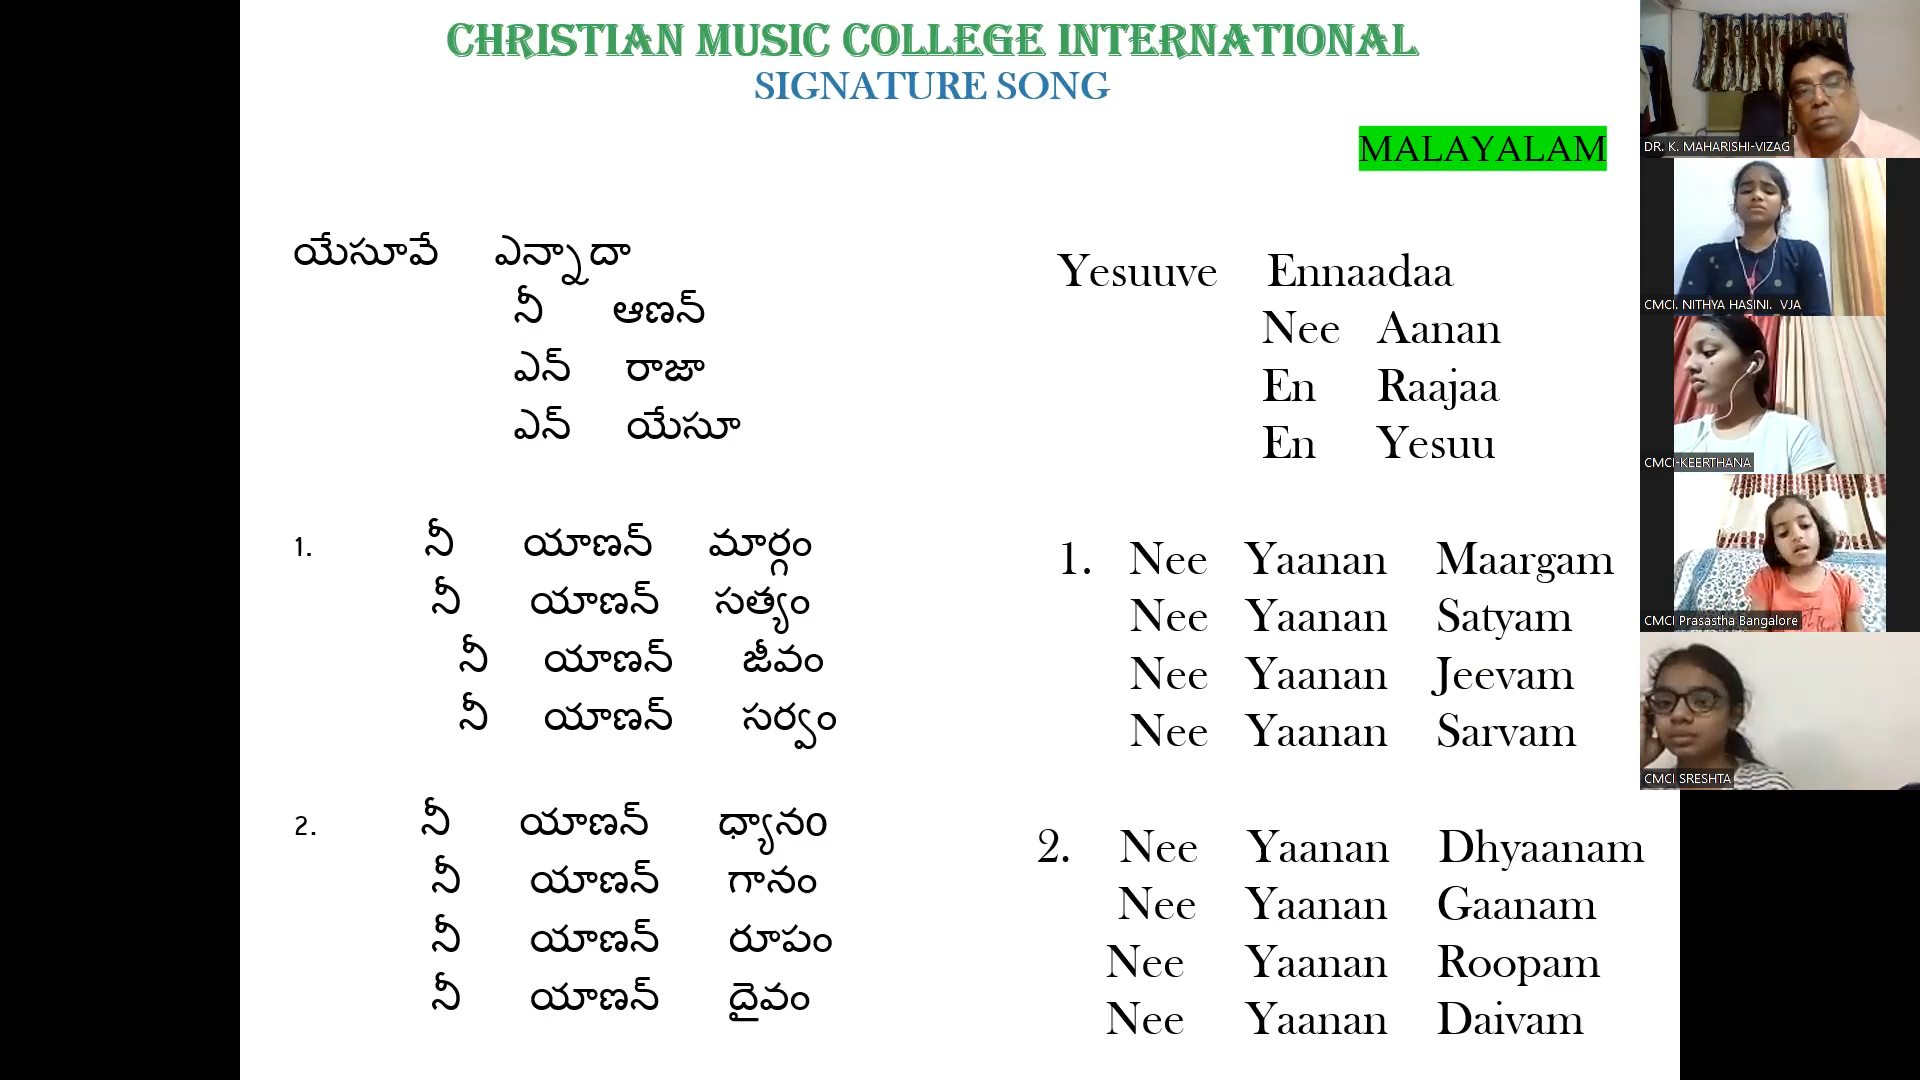 CHRISTIAN MUSIC COLLEGE INTERNATIONAL
SIGNATURE SONG
MALAYALAM
యేసూవే ఎన్నాదా
నీ ఆణన్
ఎన్ రాజా
ఎన్ యేసూ
1. నీ యాణన్ మార్గం
నీ యాణన్ సత్యం
నీ యాణన్ జీవం
నీ యాణన్ సర్వం
2. నీ యాణన్ ధ్యానం
నీ యాణన్ గానం
నీ యాణన్ రూపం
నీ యాణన్ దైవం
Yesuuve Ennaadaa
Nee Aanan
En Raajaa
En Yesuu
1. Nee Yaanan Maargam
Nee Yaanan Satyam
Nee Yaanan Jeevam
Nee Yaanan Sarvam
2. Nee Yaanan Dhyaanam
Nee Yaanan Gaanam
Nee Yaanan Roopam
Nee Yaanan Daivam
DR. K. MAHARISHI-VIZAG
CMCI. NITHYA HASINI. VJA
CMCI-KEERTHANA
CMCI Prasastha Bangalore
CMCI SRESHTA